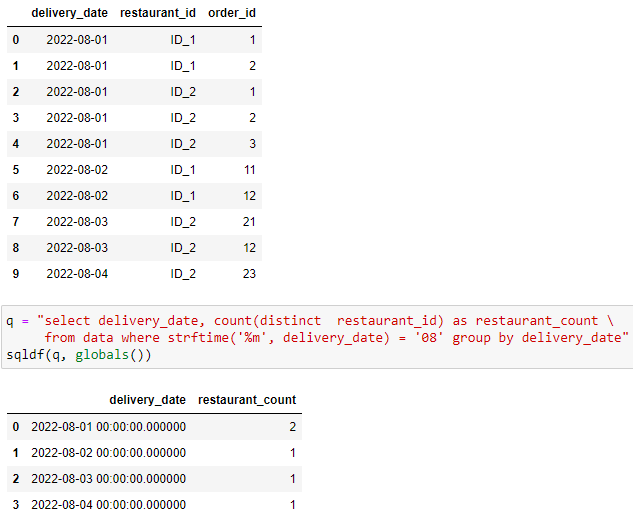 delivery_date restaurant_id order_id
0 2022-08-01 ID_1 1
1 2022-08-01 ID_1 2
2 2022-08-01 ID_2 1
3 2022-08-01 ID_2 2
4 2022-08-01 ID_2 3
5 2022-08-02 ID_1 11
6 2022-08-02 ID_1 12
7 2022-08-03 ID_2 21
8 2022-08-03 ID_2 12
9 2022-08-04 ID_2 23
q = "select delivery_date, count(distinct  restaurant_id) as restaurant_count \
from data where strftime('%m', delivery_date) = '08' group by delivery_date"
sqldf(q, globals())
delivery_date restaurant_count
0 2022-08-01 00:00:00.000000 2
1 2022-08-02 00:00:00.000000 1
2 2022-08-03 00:00:00.000000 1
3 2022-08-04 00:00:00.000000 1